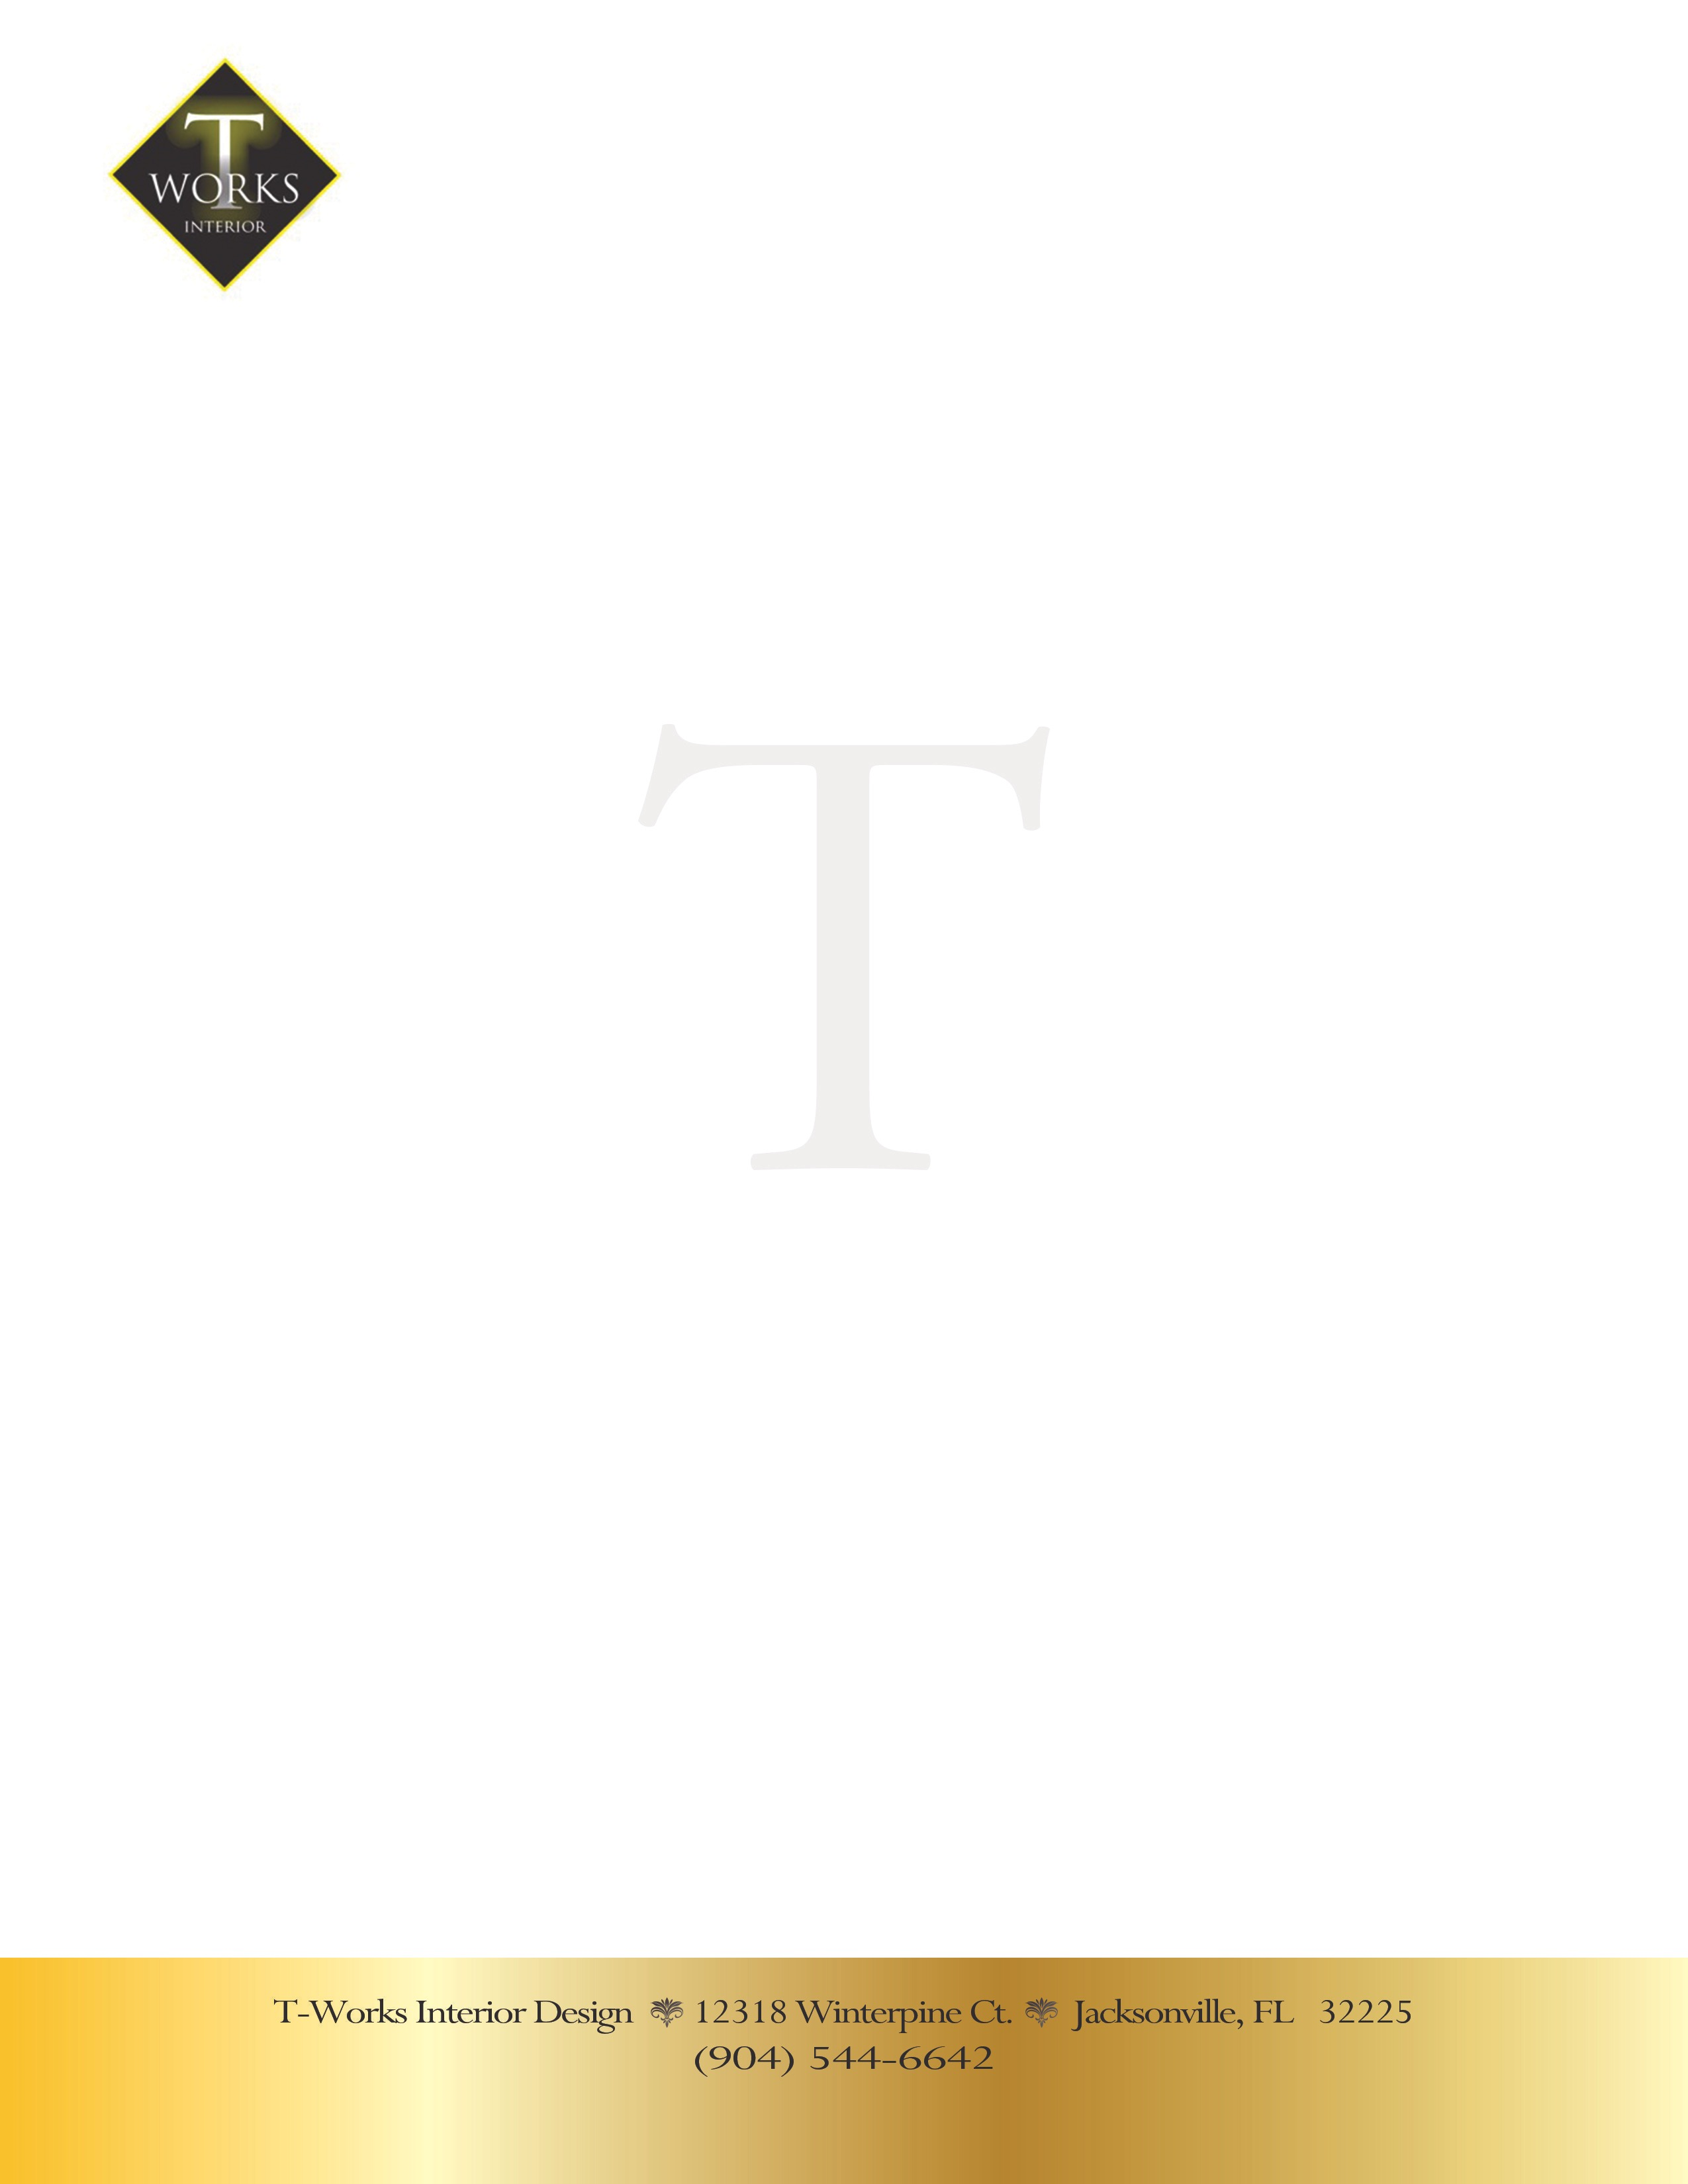 T
WORKS
INTERIOR
T
T-Works Interior Design 12318 Winterpine Ct. Jacksonville, FL 32225
(904) 544-6642